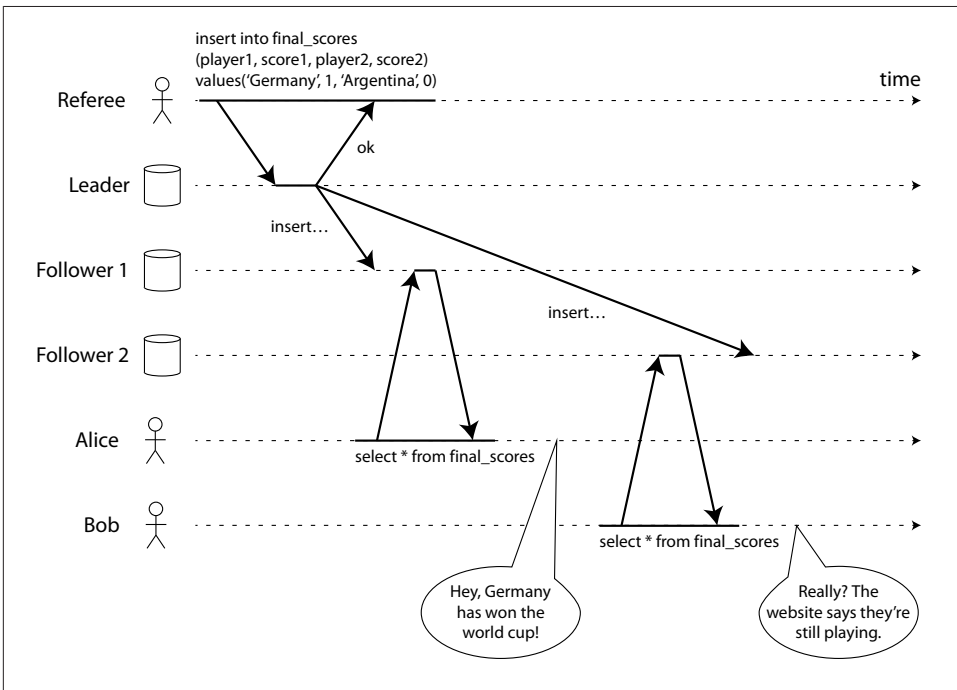 insert into final_scores
(player1, score1, player2, score2)
values(‘Germany’, 1, ‘Argentina’, 0)
time
Referee
ok
Leader
insert…
Follower 1
insert…
Follower 2
Alice
select * from final_scores
Bob
select * from final_scores
Hey, Germany
has won the
world cup!
Really? The
website says they’re
still playing.